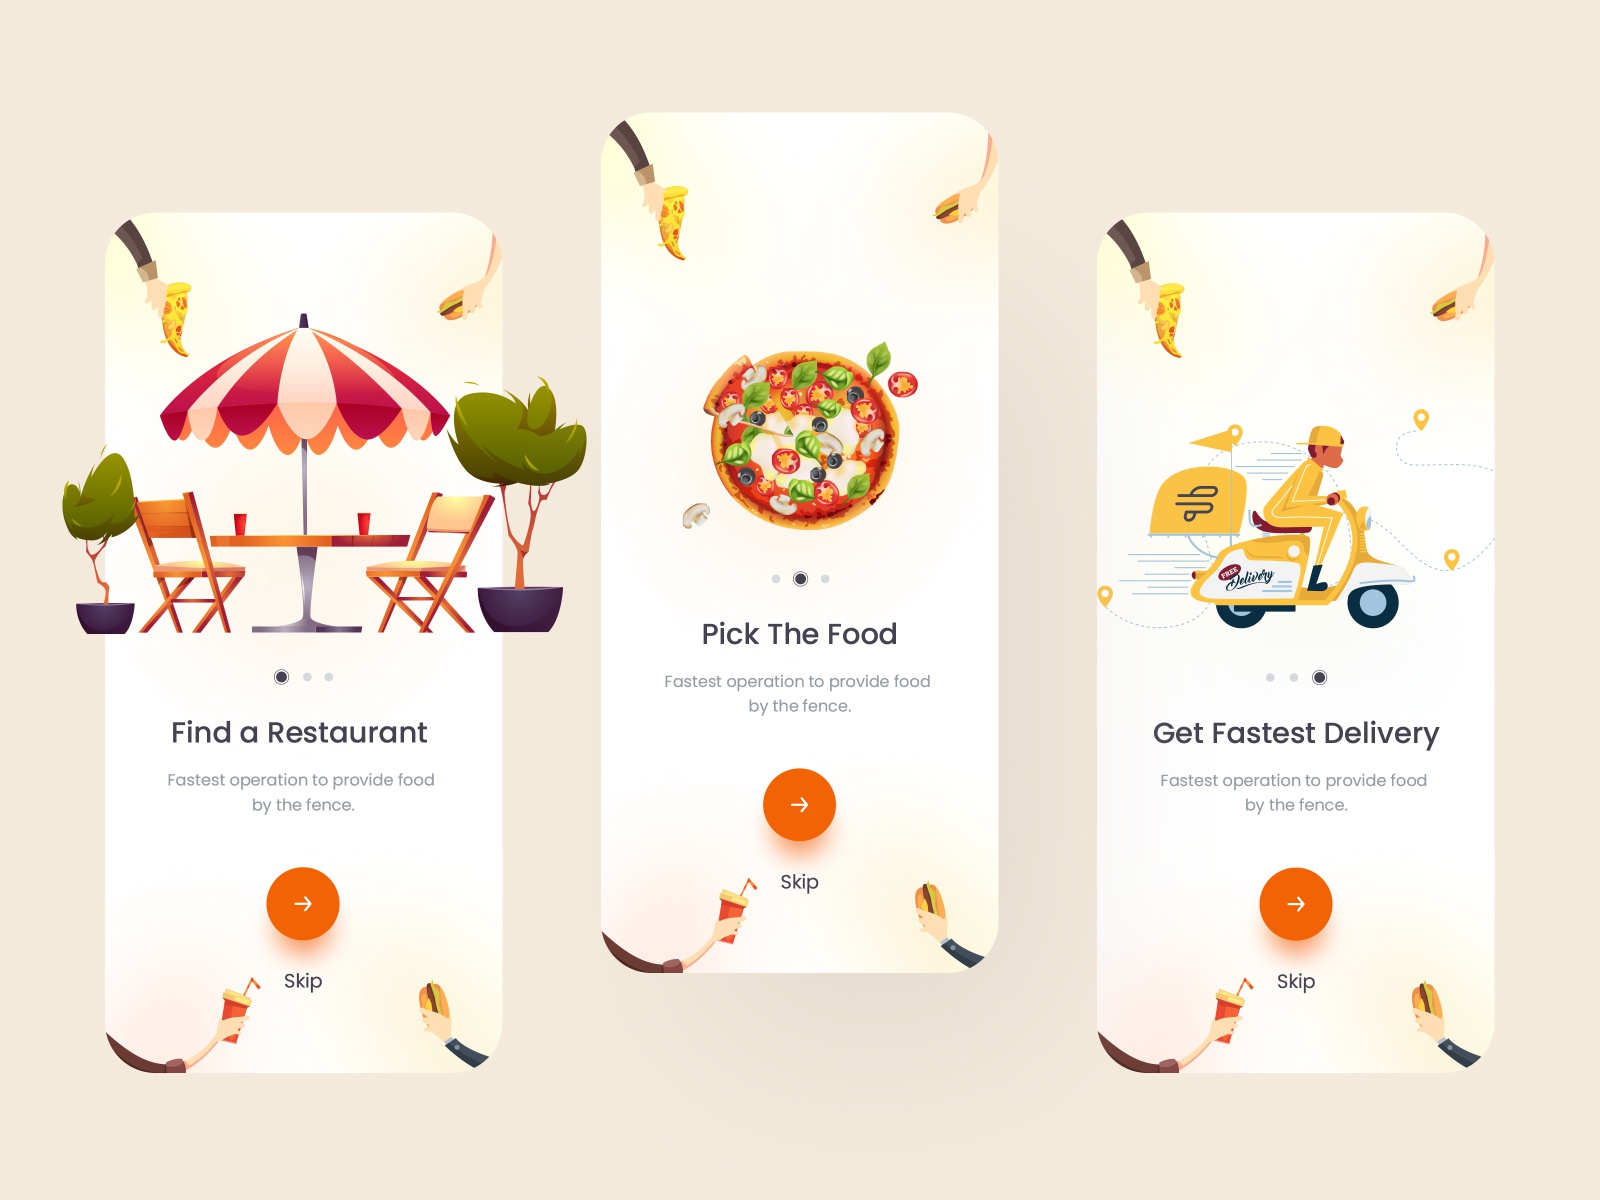 Find a Restaurant
Fastest operation to provide food
by the fence.
Skip
Pick The Food
Fastest operation to provide food
by the fence.
Skip
FREE
Delivery
Get Fastest Delivery
Fastest operation to provide food
by the fence.
Skip